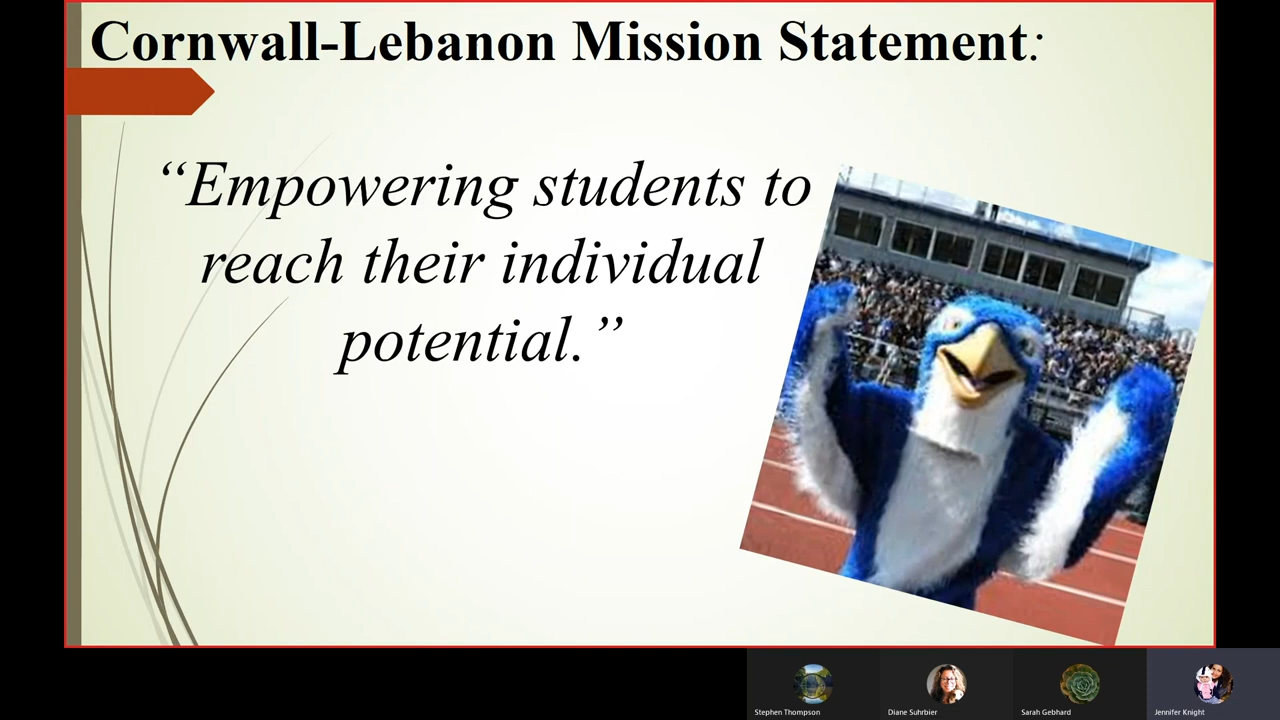 Cornwall-Lebanon Mission Statement:
“Empowering students to
reach their individual
potential.”
Stephen Thompson
Diane Suhrbier
Sarah Gebhard
Jennifer Knight